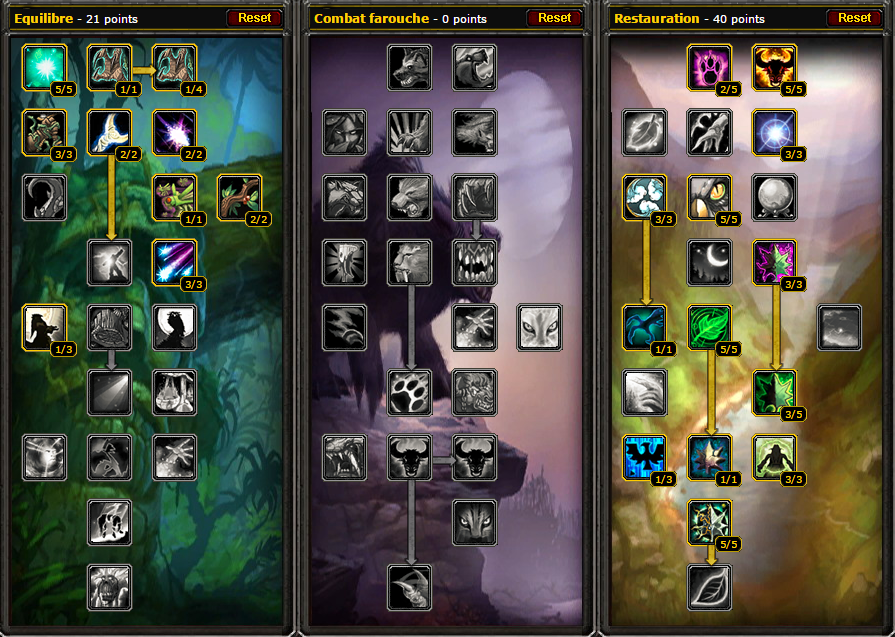 Equilibre - 21 points Reset
Combat farouche - 0 points Reset
Restauration - 40 points Reset
5/5 1/1 1/4
2/5 5/5
3/3 2/2 2/2
3/3
1/1 2/2
3/3 5/5
3/3
3/3
1/3
1/1 5/5
3/5
1/3 1/1 3/3
5/5